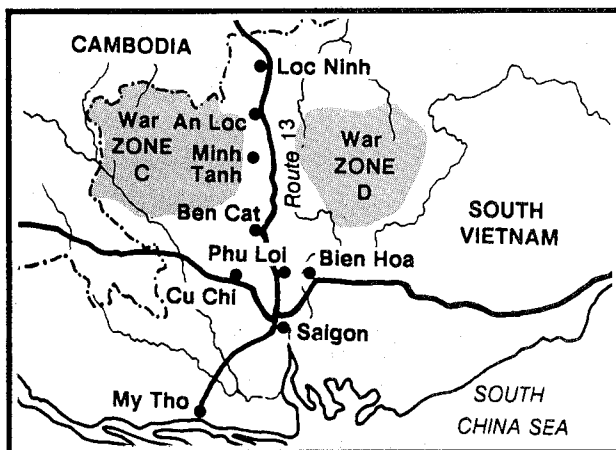 CAMBODIA
Loc Ninh
War
ZONE
C
An Loc
Minh
Tanh
Route 13
War
ZONE
D
Ben Cat
SOUTH
VIETNAM
Phu Loi
Bien Hoa
Cu Chi
Saigon
My Tho
SOUTH
CHINA SEA